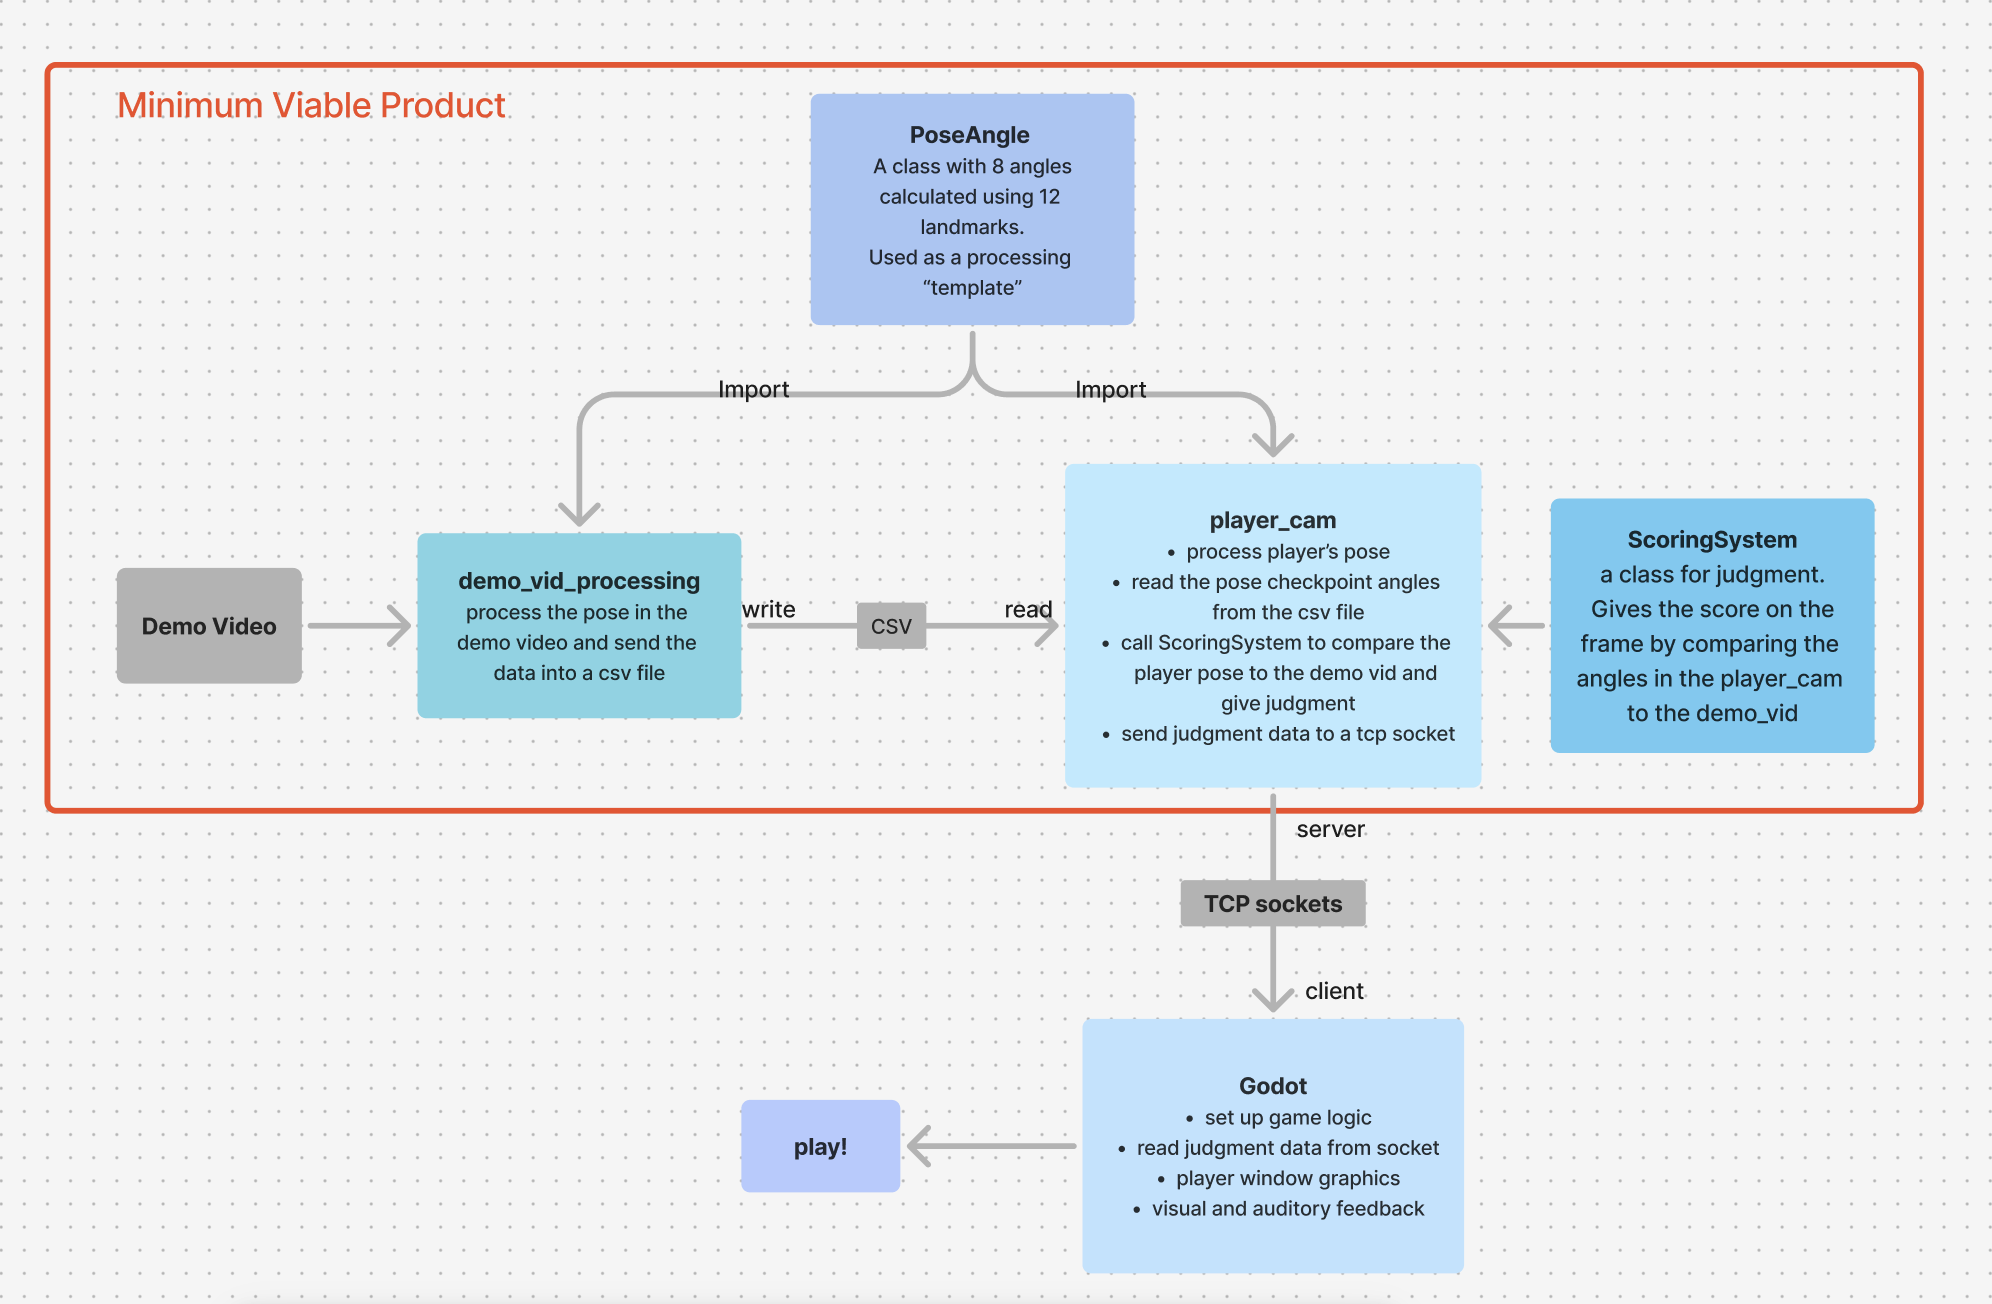 Minimum Viable Product
PoseAngle
A class with 8 angles
calculated using 12
landmarks.
Used as a processing
“template”
Import
Import
Demo Video
demo_vid_processing
process the pose in the
demo video and send the
data into a csv file
write
CSV
read
player_cam
• process player’s pose
• read the pose checkpoint angles
from the csv file
• call ScoringSystem to compare the
player pose to the demo vid and
give judgment
• send judgment data to a tcp socket
ScoringSystem
a class for judgment.
Gives the score on the
frame by comparing the
angles in the player_cam
to the demo_vid
server
TCP sockets
client
Godot
• set up game logic
• read judgment data from socket
• player window graphics
• visual and auditory feedback
play!